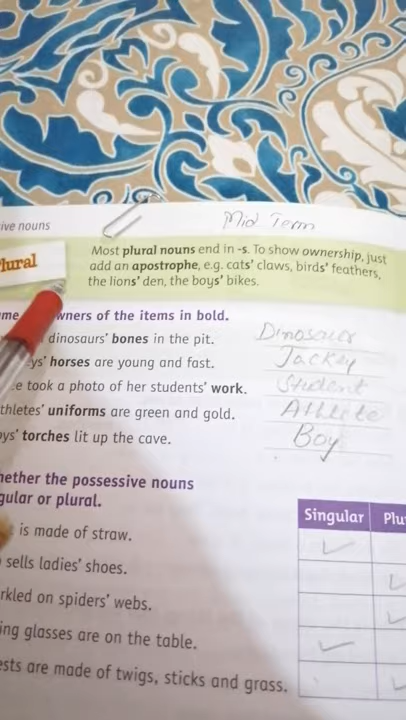 ive nouns
Mid Term
Plural
Most plural nouns end in -s. To show ownership, just
add an apostrophe, e.g. cats' claws, birds' feathers,
the lions' den, the boys' bikes.
me owners of the items in bold.
dinosaurs' bones in the pit. Dinosaur
ys' horses are young and fast. Jackey
e took a photo of her students' work. Student
thletes' uniforms are green and gold. Athlete
oys' torches lit up the cave. Boy
hether the possessive nouns
gular or plural.
Singular Plu
is made of straw.
sells ladies' shoes.
rkled on spiders' webs.
ing glasses are on the table.
ests are made of twigs, sticks and grass.